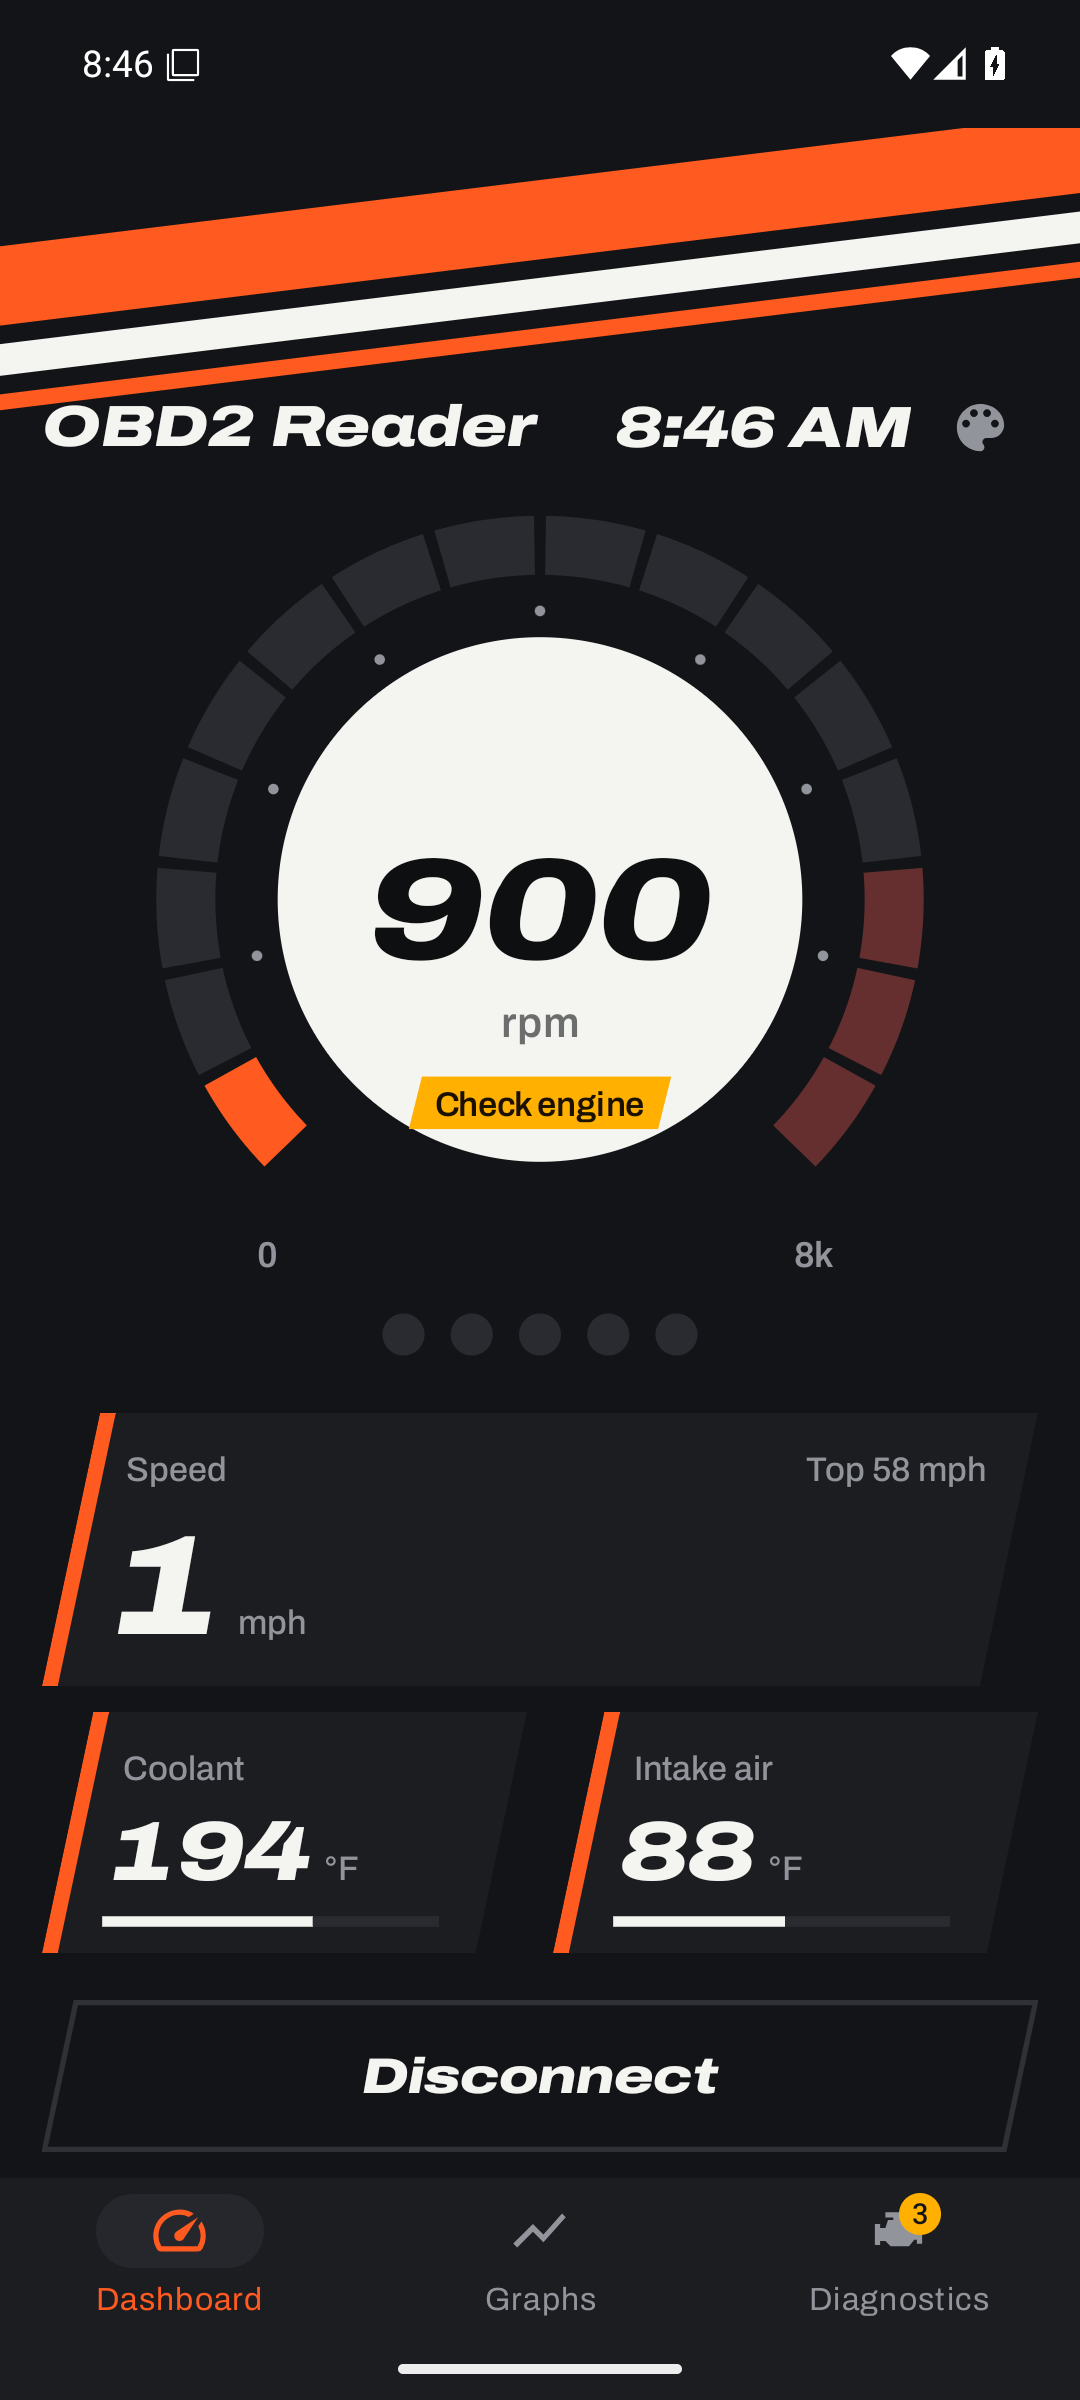 8:46
OBD2 Reader 8:46 AM
900
rpm
Check engine
0 8k
Speed Top 58 mph
1 mph
Coolant Intake air
194 °F 88 °F
Disconnect
3
Dashboard Graphs Diagnostics